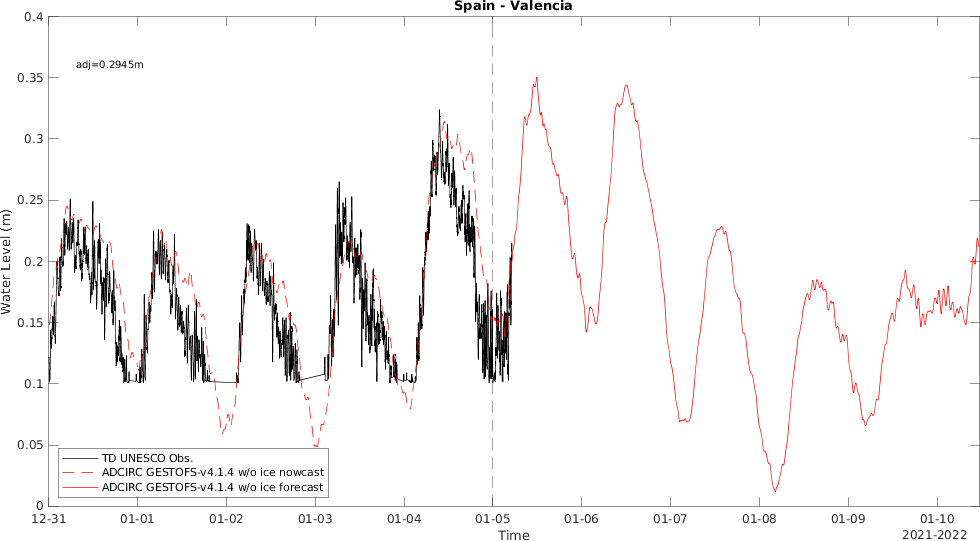 Spain - Valencia
0.4
adj=0.2945m
0.35
0.3
0.25
0.2
0.15
0.1
0.05
0
Water Level (m)
TD UNESCO Obs.
ADCIRC GESTOFS-v4.1.4 w/o ice nowcast
ADCIRC GESTOFS-v4.1.4 w/o ice forecast
12-31 01-01 01-02 01-03 01-04 01-05 01-06 01-07 01-08 01-09 01-10
Time
2021-2022